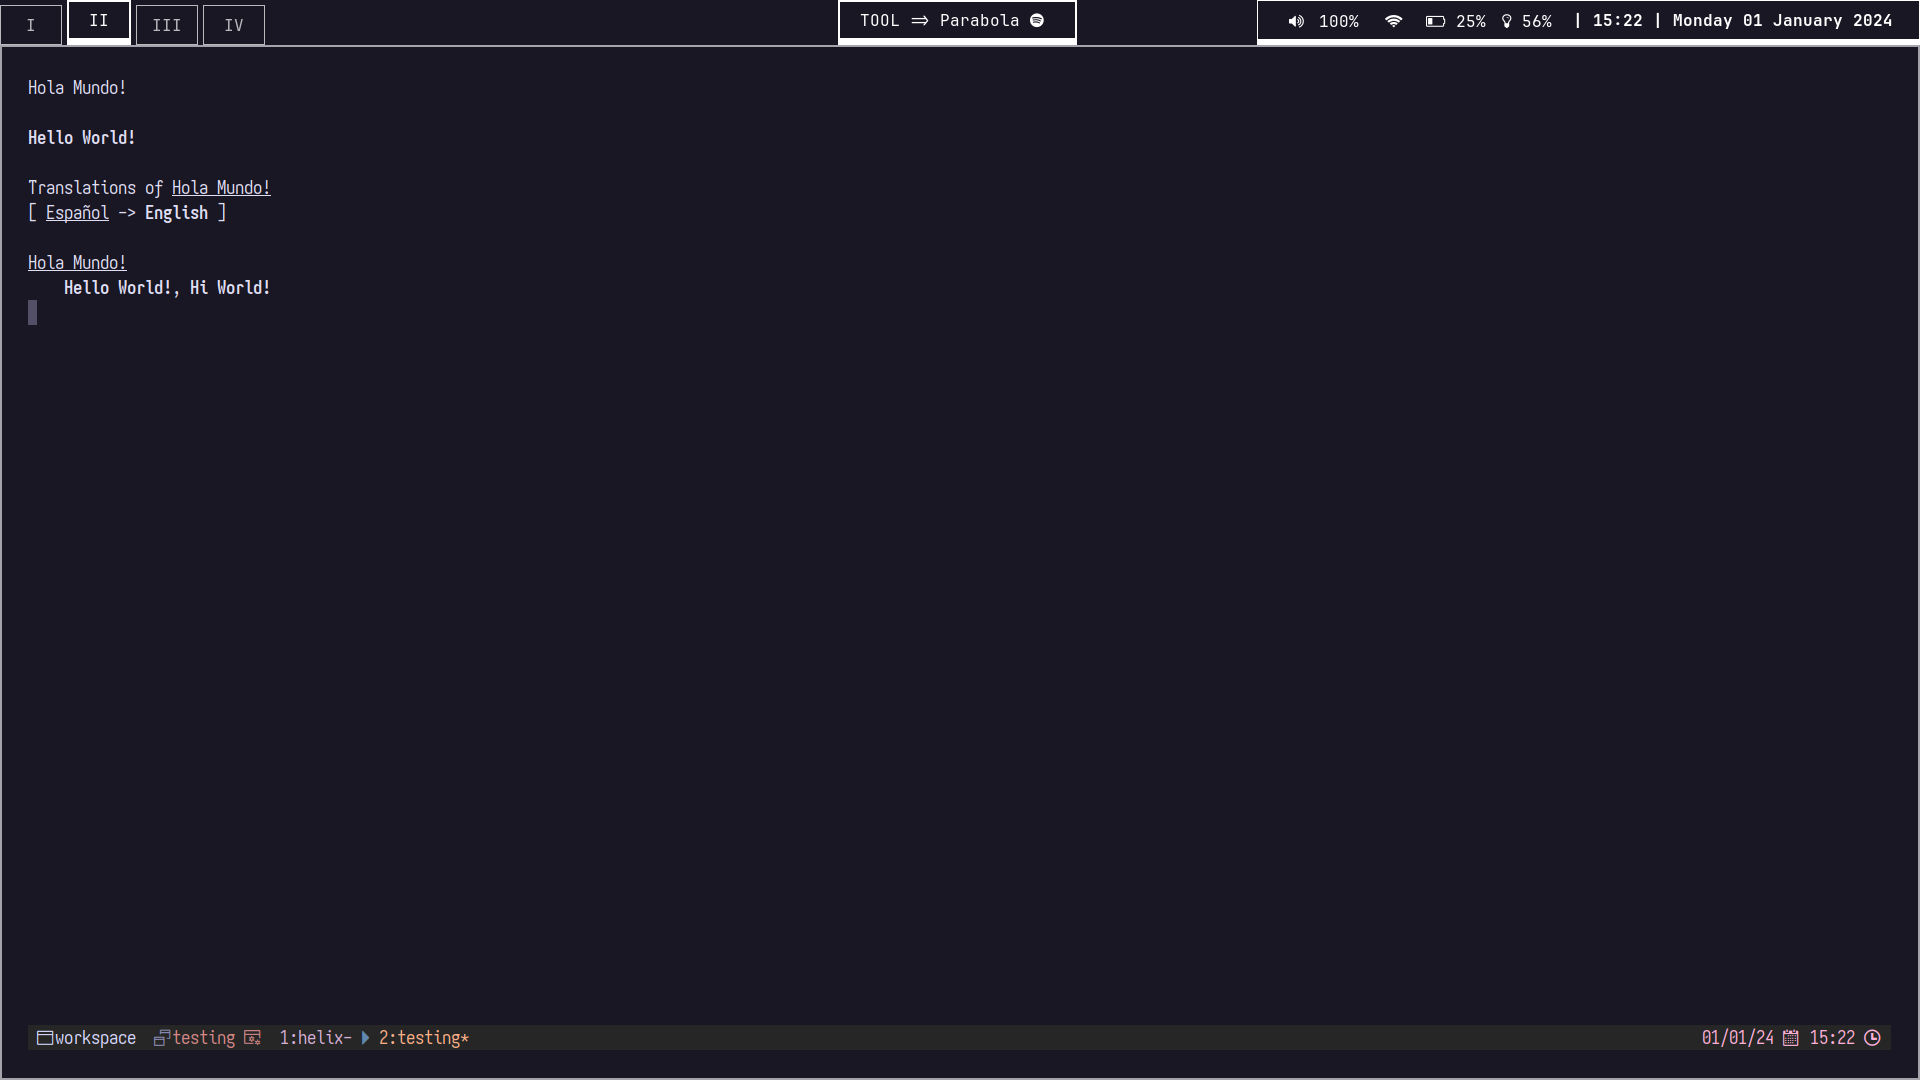 I II III IV TOOL ⇒ Parabola 100% 25% 56% | 15:22 | Monday 01 January 2024
Hola Mundo!
Hello World!
Translations of Hola Mundo!
[ Español -> English ]
Hola Mundo!
Hello World!, Hi World!
workspace testing 1:helix- 2:testing* 01/01/24 15:22